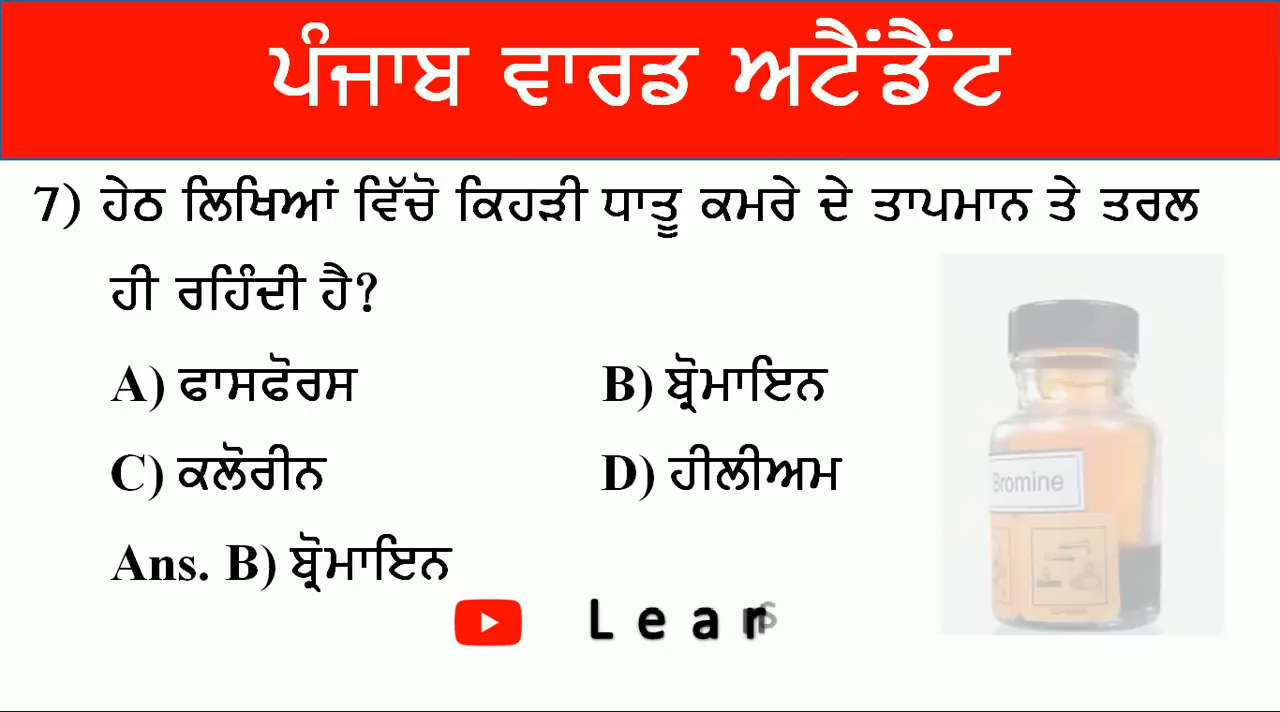 ਪੰਜਾਬ ਵਾਰਡ ਅਟੈਂਡੈਂਟ
7) ਹੇਠ ਲਿਖਿਆਂ ਵਿੱਚੋ ਕਿਹੜੀ ਧਾਤੂ ਕਮਰੇ ਦੇ ਤਾਪਮਾਨ ਤੇ ਤਰਲ
ਹੀ ਰਹਿੰਦੀ ਹੈ?
A) ਫਾਸਫੋਰਸ B) ਬ੍ਰੋਮਾਇਨ
C) ਕਲੋਰੀਨ D) ਹੀਲੀਅਮ
Bromine
Ans. B) ਬ੍ਰੋਮਾਇਨ
Lear